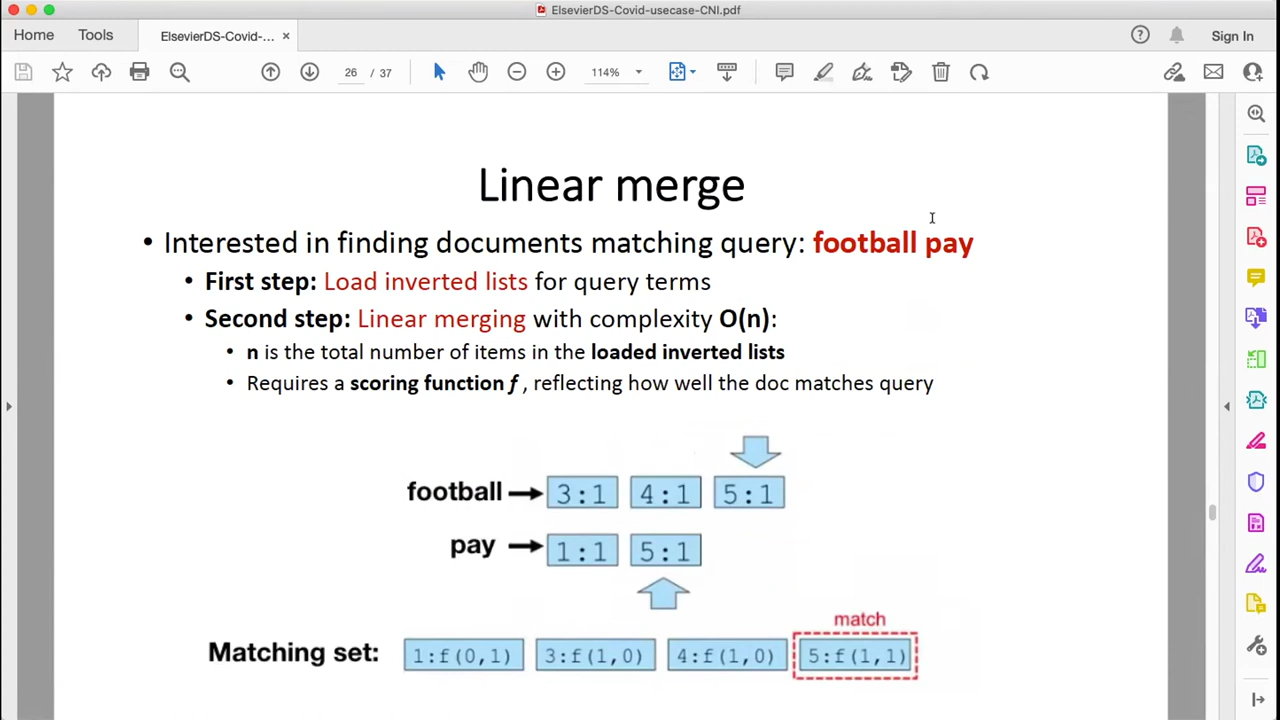 ElsevierDS-Covid-usecase-CNI.pdf
Home Tools ElsevierDS-Covid-... × Sign In
26 / 37 114%
Linear merge
• Interested in finding documents matching query: football pay
• First step: Load inverted lists for query terms
• Second step: Linear merging with complexity O(n):
• n is the total number of items in the loaded inverted lists
• Requires a scoring function f , reflecting how well the doc matches query
football 3:1 4:1 5:1
pay 1:1 5:1
match
Matching set: 1:f(0,1) 3:f(1,0) 4:f(1,0) 5:f(1,1)